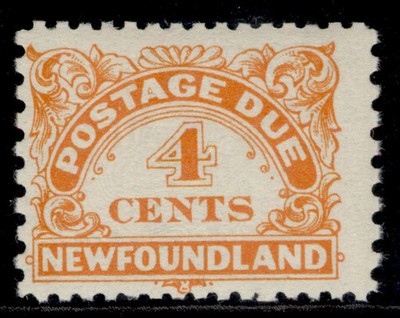 POSTAGE DUE
4
CENTS
NEWFOUNDLAND